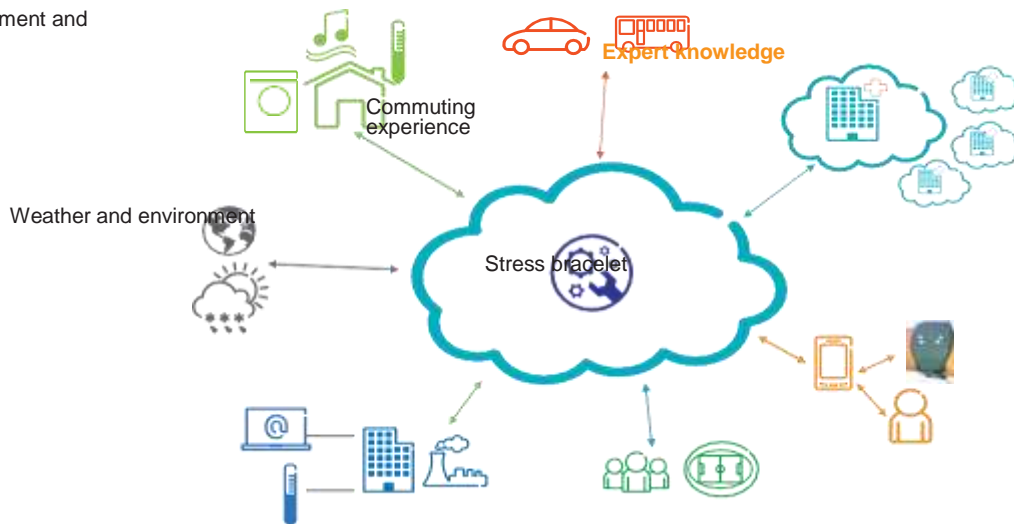 ment and
Expert knowledge
Commuting
experience
Weather and environment
Stress bracelet
@